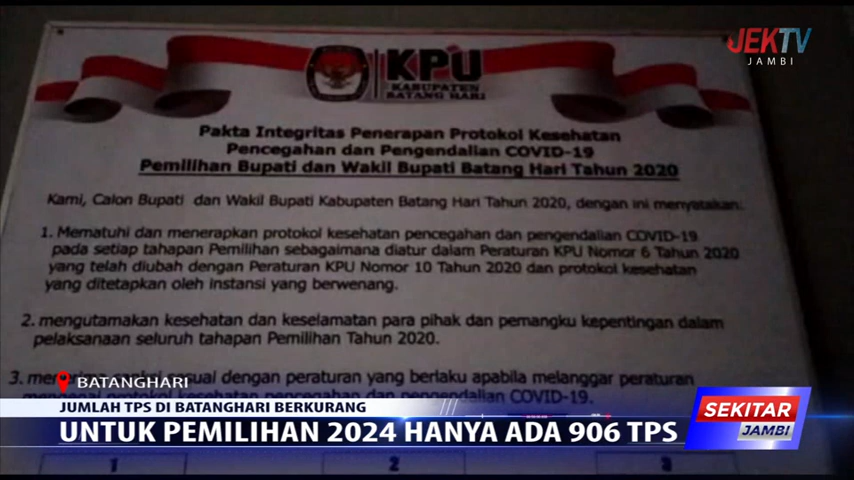 JEKTV
JAMBI
KPU
KABUPATEN
BATANG HARI
Pakta Integritas Penerapan Protokol Kesehatan
Pencegahan dan Pengendalian COVID-19
Pemilihan Bupati dan Wakil Bupati Batang Hari Tahun 2020
Kami, Calon Bupati dan Wakil Bupati Kabupaten Batang Hari Tahun 2020, dengan ini menyatakan:
1. Mematuhi dan menerapkan protokol kesehatan pencegahan dan pengendalian COVID-19
pada setiap tahapan Pemilihan sebagaimana diatur dalam Peraturan KPU Nomor 6 Tahun 2020
yang telah diubah dengan Peraturan KPU Nomor 10 Tahun 2020 dan protokol kesehatan
yang ditetapkan oleh instansi yang berwenang.
2. mengutamakan kesehatan dan keselamatan para pihak dan pemangku kepentingan dalam
pelaksanaan seluruh tahapan Pemilihan Tahun 2020.
3. sesuai dengan peraturan yang berlaku apabila melanggar peraturan
pengendalian COVID-19.
BATANGHARI
JUMLAH TPS DI BATANGHARI BERKURANG
UNTUK PEMILIHAN 2024 HANYA ADA 906 TPS
SEKITAR
JAMBI
1 2 3